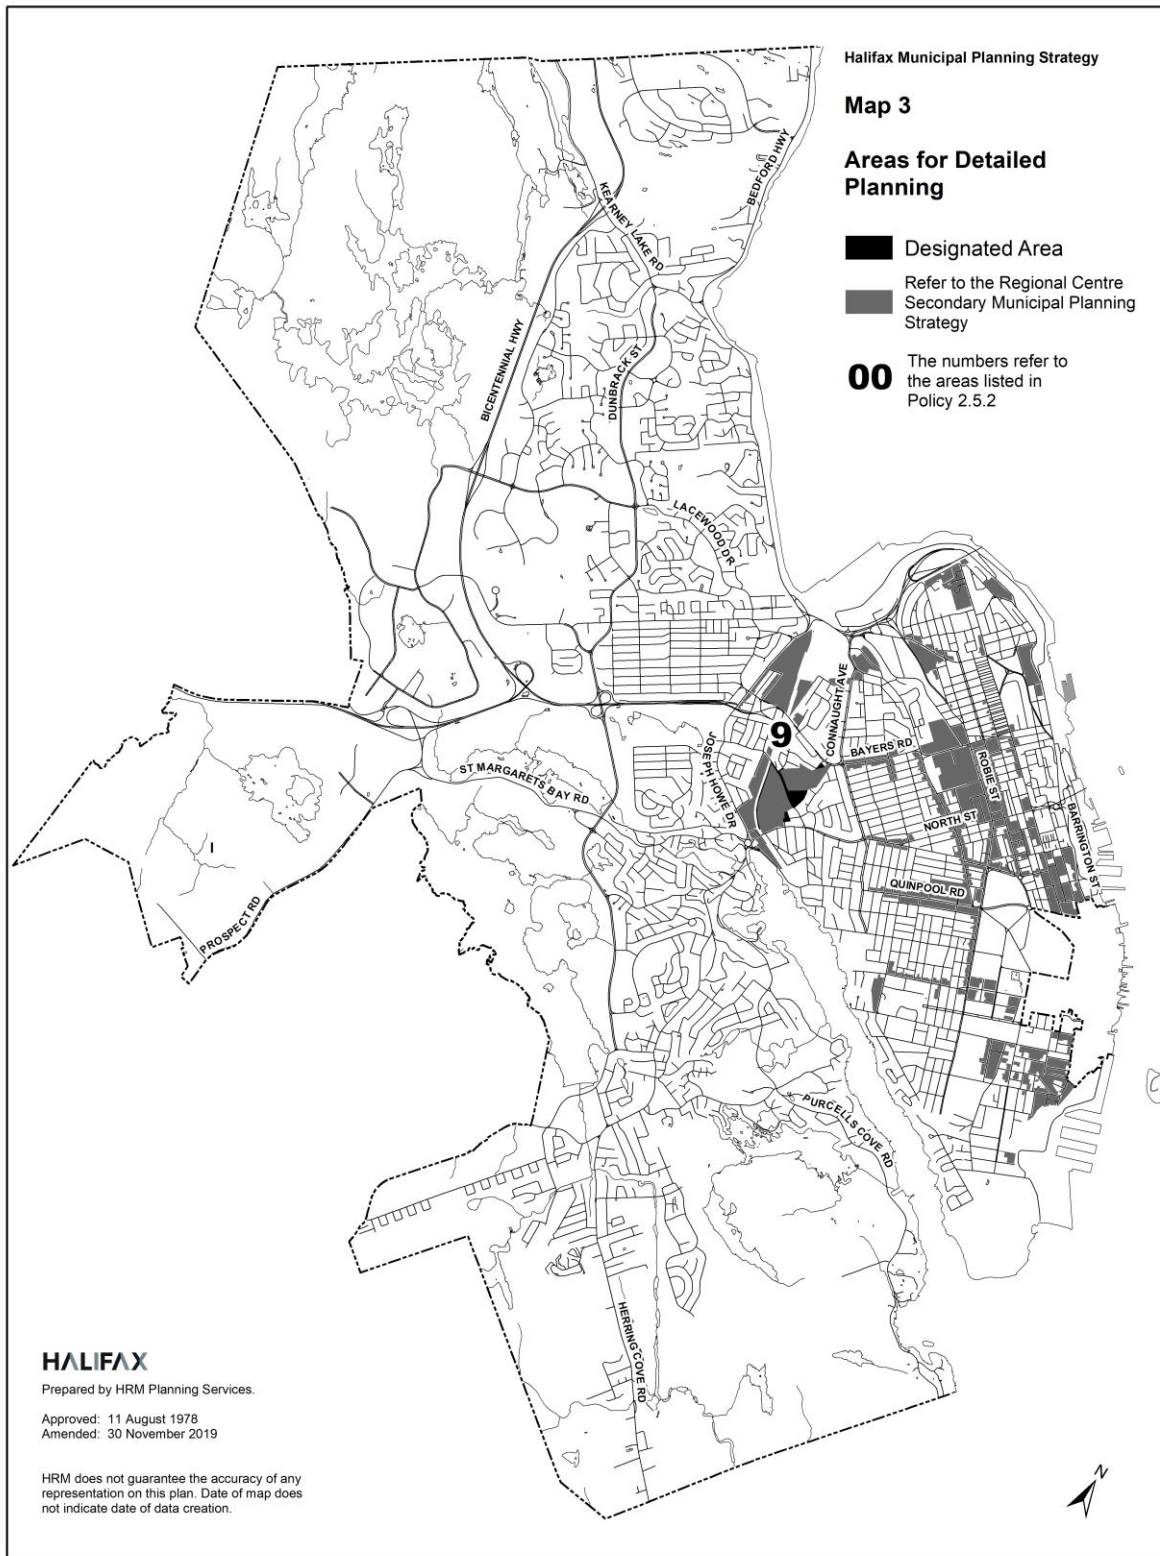 Halifax Municipal Planning Strategy
Map 3
Areas for Detailed
Planning
Designated Area
Refer to the Regional Centre
Secondary Municipal Planning
Strategy
00
The numbers refer to
the areas listed in
Policy 2.5.2
BEDFORD HWY
KEARNEY LAKE RD
BICENTENNIAL HWY
DUNBRACK ST
LACEWOOD DR
CONNAUGHT AVE
9
BAYERS RD
JOSEPH HOWE DR
ROBIE ST
ST MARGARETS BAY RD
NORTH ST
BARRINGTON ST
QUINPOOL RD
PROSPECT RD
PURCELLS COVE RD
HERRING COVE RD
HALIFAX
Prepared by HRM Planning Services.
Approved: 11 August 1978
Amended: 30 November 2019
HRM does not guarantee the accuracy of any
representation on this plan. Date of map does
not indicate date of data creation.
N